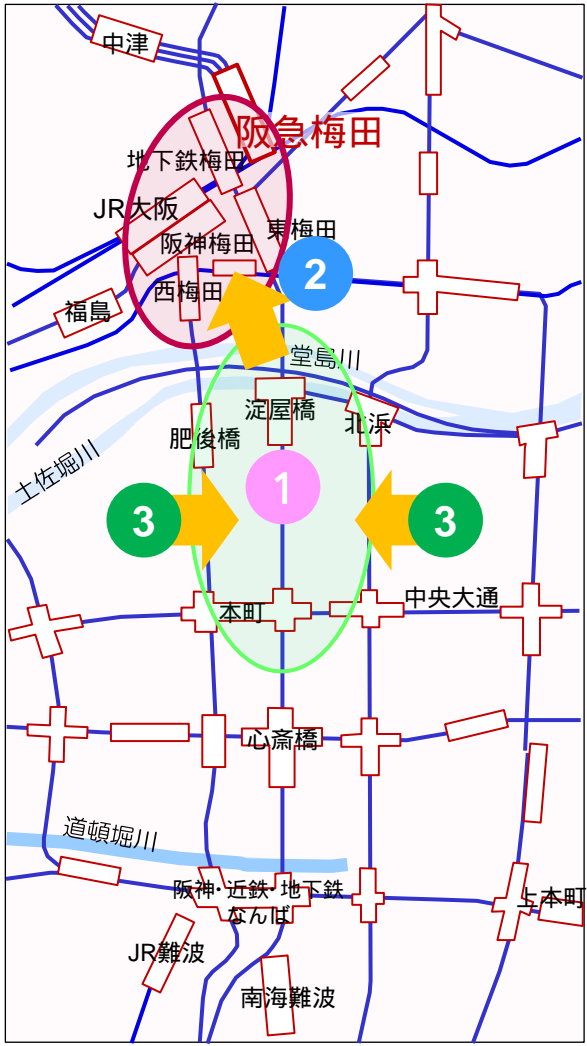 中津
阪急梅田
地下鉄梅田
JR大阪
東梅田
阪神梅田
2
西梅田
福島
堂島川
淀屋橋
北浜
肥後橋
土佐堀川
1
3
3
中央大通
本町
心斎橋
道頓堀川
阪神・近鉄・地下鉄
なんば
上本町
JR難波
南海難波